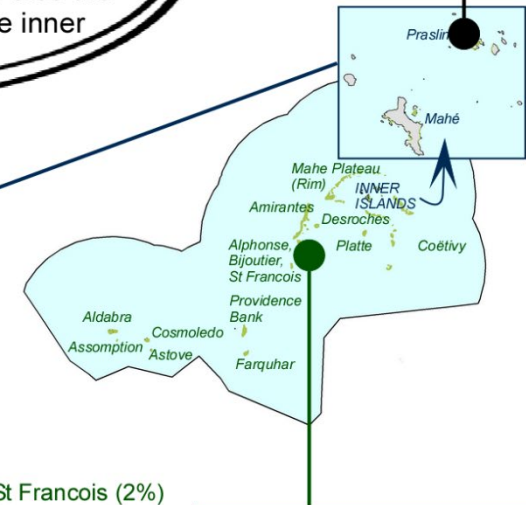 e inner
Praslin
Mahé
Mahe Plateau
(Rim)
INNER
ISLANDS
Amirantes
Desroches
Alphonse,
Bijoutier,
St Francois
Platte
Coëtivy
Providence
Bank
Aldabra
Cosmoledo
Assomption
Astove
Farquhar
St Francois (2%)